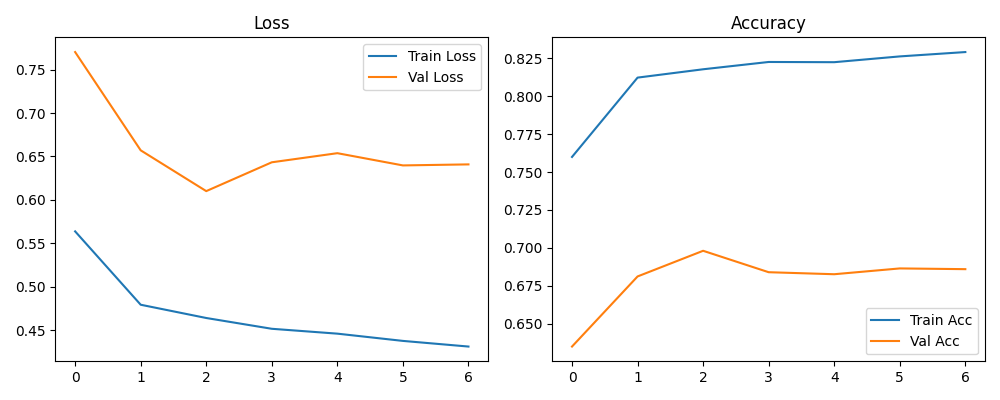 Loss
0.75
0.70
0.65
0.60
0.55
0.50
0.45
0 1 2 3 4 5 6
Train Loss
Val Loss
Accuracy
0.825
0.800
0.775
0.750
0.725
0.700
0.675
0.650
0 1 2 3 4 5 6
Train Acc
Val Acc